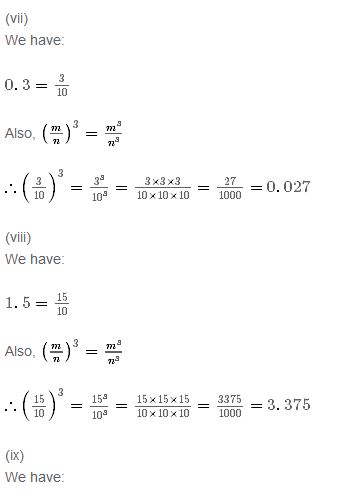 (vii)
We have:
0.3 = 3/10
Also, (m/n)^3 = m^3/n^3
∴ (3/10)^3 = 3^3/10^3 = 3×3×3/10×10×10 = 27/1000 = 0.027
(viii)
We have:
1.5 = 15/10
Also, (m/n)^3 = m^3/n^3
∴ (15/10)^3 = 15^3/10^3 = 15×15×15/10×10×10 = 3375/1000 = 3.375
(ix)
We have: